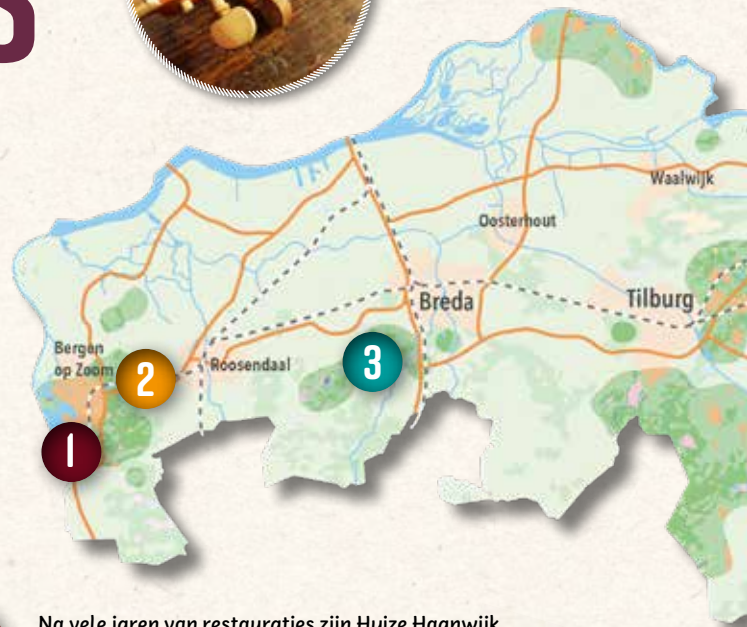 S
Waalwijk
Oosterhout
Breda
Tilburg
Bergen
op Zoom
2
Roosendaal
3
1
Na vele jaren van restauraties zijn Huize Haanwijk